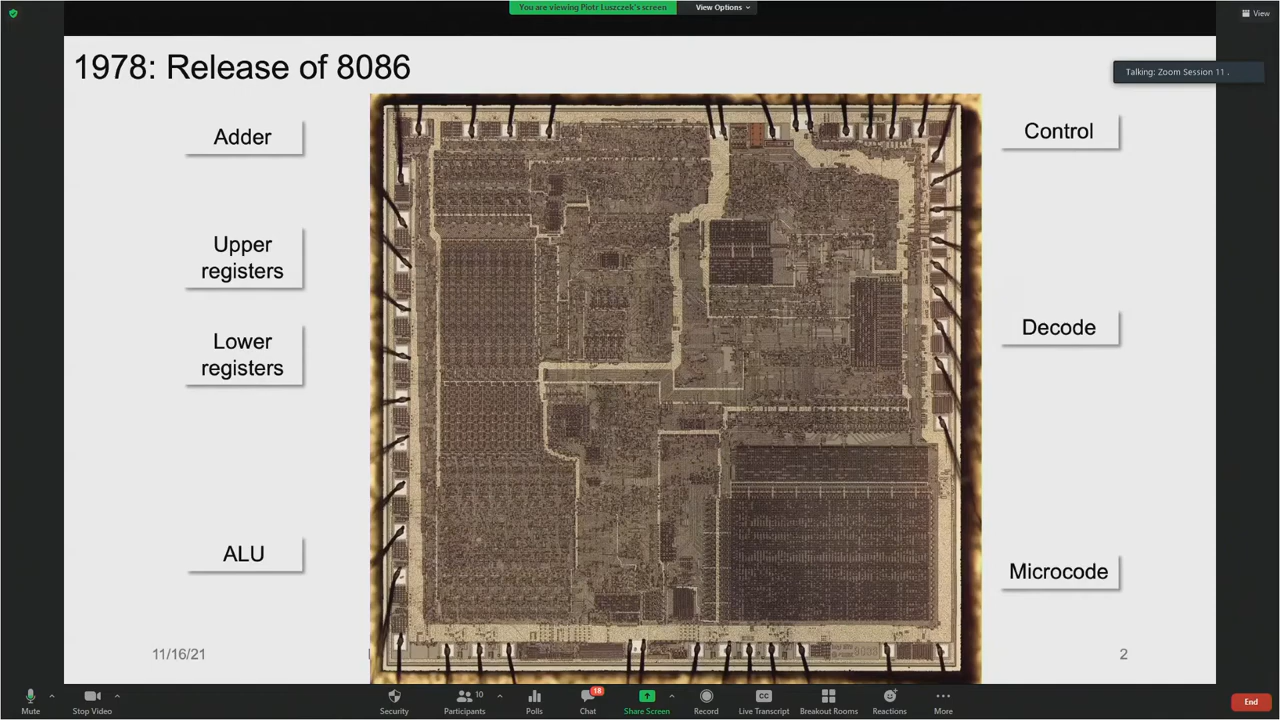 You are viewing Piotr Luszczek's screen
View Options
View
1978: Release of 8086
Talking: Zoom Session 11 .
Adder
Control
Upper
registers
Lower
registers
Decode
ALU
Microcode
11/16/21
2
Mute
Stop Video
Security
Participants
10
Polls
Chat
18
Share Screen
Record
Live Transcript
Breakout Rooms
Reactions
More
End